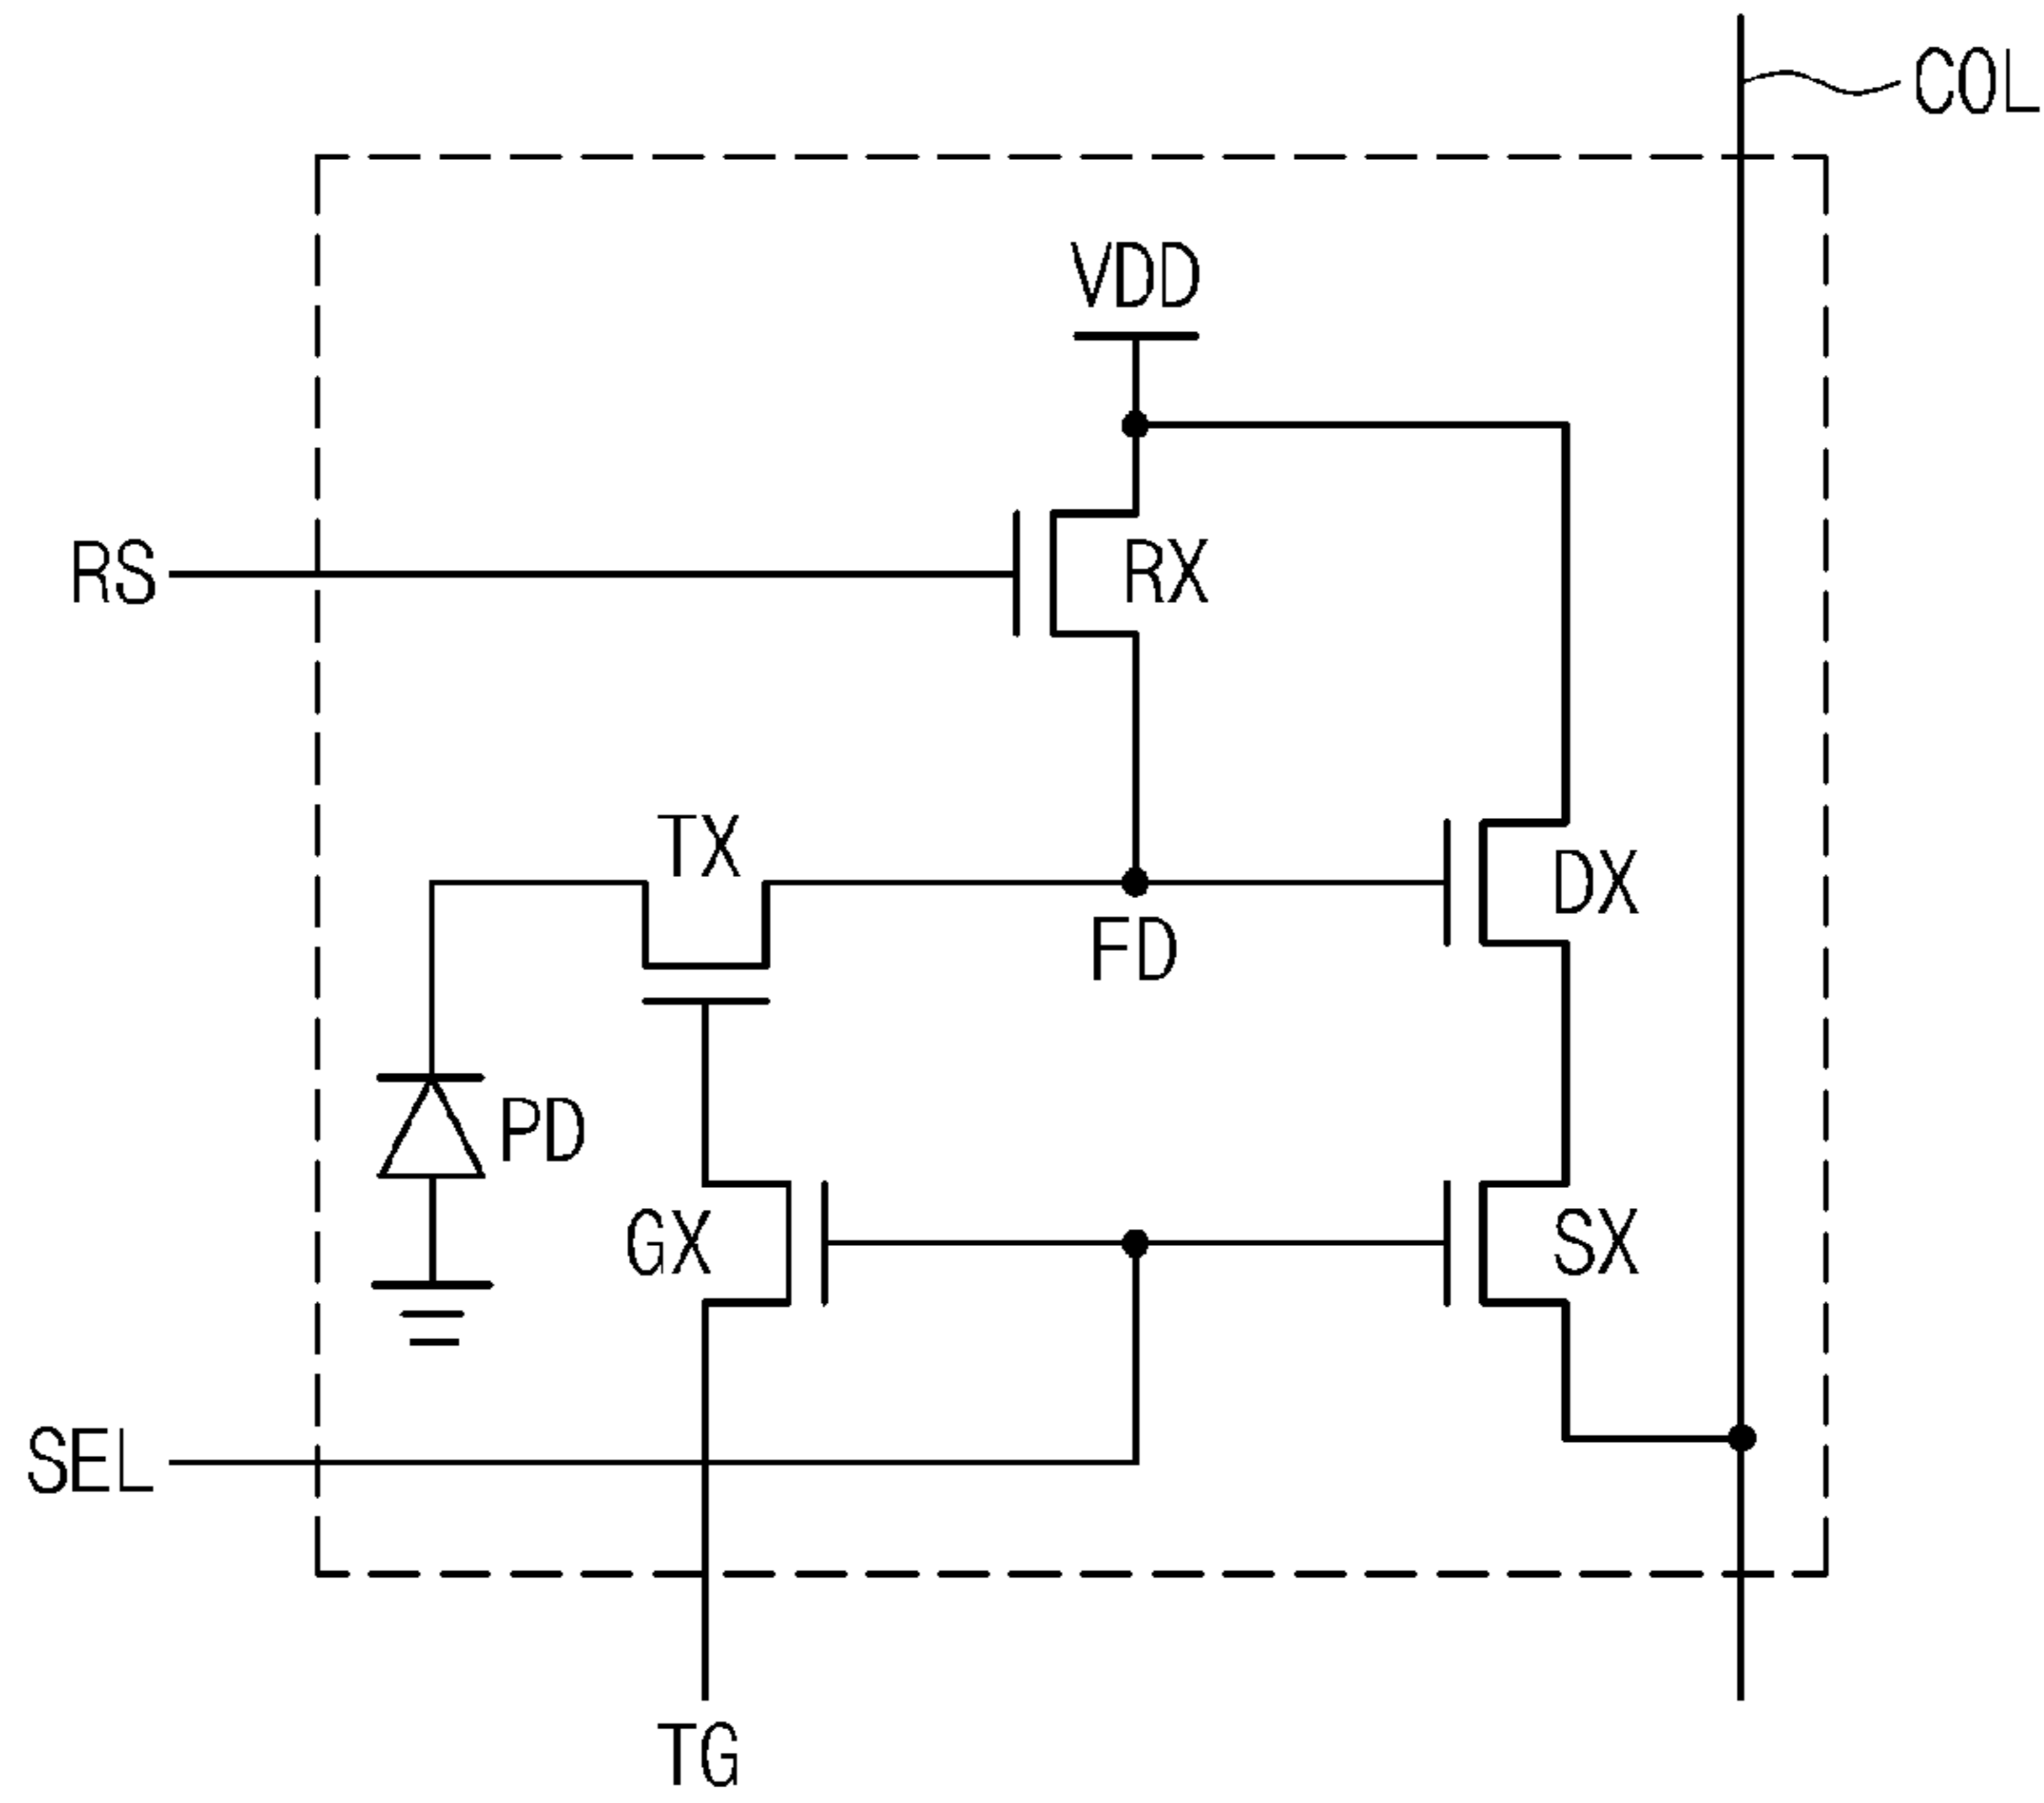 COL
VDD
RS
RX
TX
DX
FD
PD
GX
SX
SEL
TG